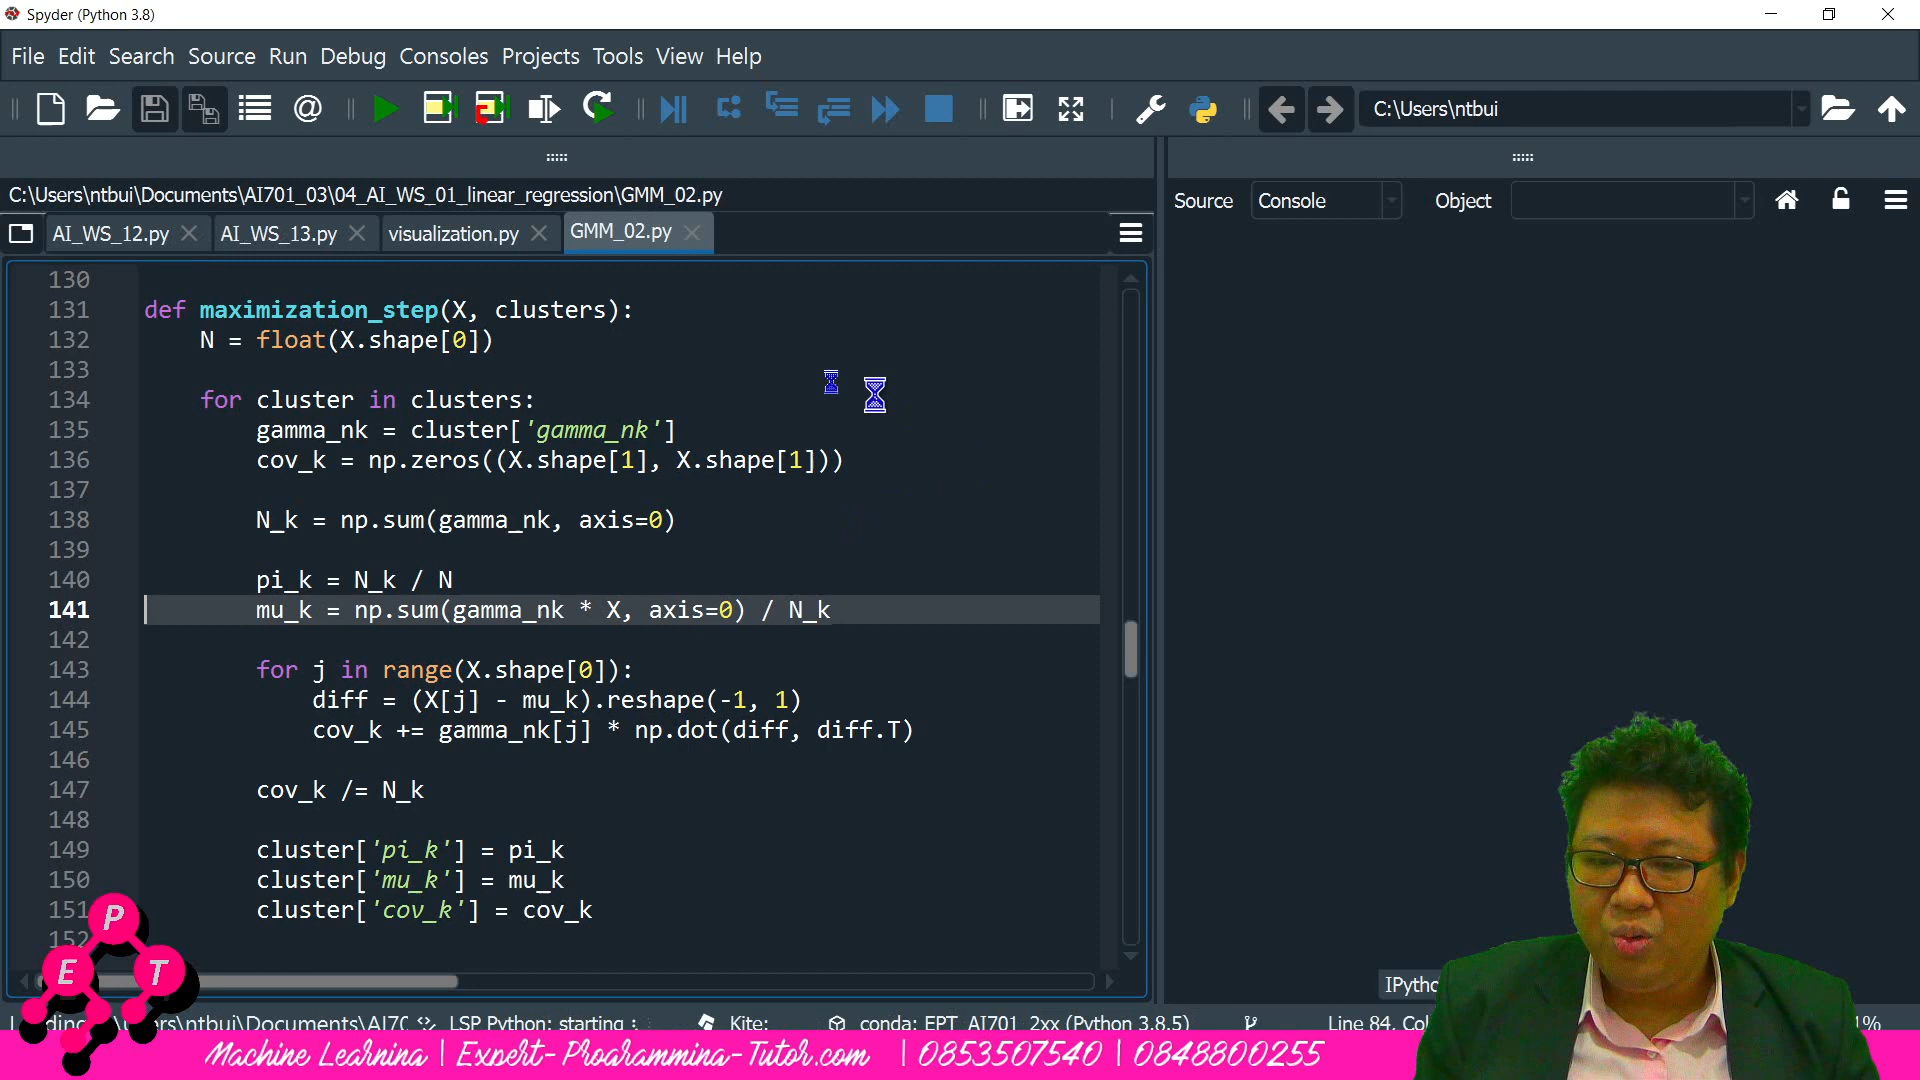 Spyder (Python 3.8)
File Edit Search Source Run Debug Consoles Projects Tools View Help
C:\Users\ntbui
C:\Users\ntbui\Documents\AI701_03\04_AI_WS_01_linear_regression\GMM_02.py
Source Console Object
AI_WS_12.py AI_WS_13.py visualization.py GMM_02.py
130
131 def maximization_step(X, clusters):
132 N = float(X.shape[0])
133
134 for cluster in clusters:
135 gamma_nk = cluster['gamma_nk']
136 cov_k = np.zeros((X.shape[1], X.shape[1]))
137
138 N_k = np.sum(gamma_nk, axis=0)
139
140 pi_k = N_k / N
141 mu_k = np.sum(gamma_nk * X, axis=0) / N_k
142
143 for j in range(X.shape[0]):
144 diff = (X[j] - mu_k).reshape(-1, 1)
145 cov_k += gamma_nk[j] * np.dot(diff, diff.T)
146
147 cov_k /= N_k
148
149 cluster['pi_k'] = pi_k
150 cluster['mu_k'] = mu_k
151 cluster['cov_k'] = cov_k
152
P
E T
LSP Python: starting Kite: conda: EPT_AI701_2xx (Python 3.8.5) Line 84,
Machine Learning | Expert-Programming-Tutor.com | 0853507540 | 0848800255